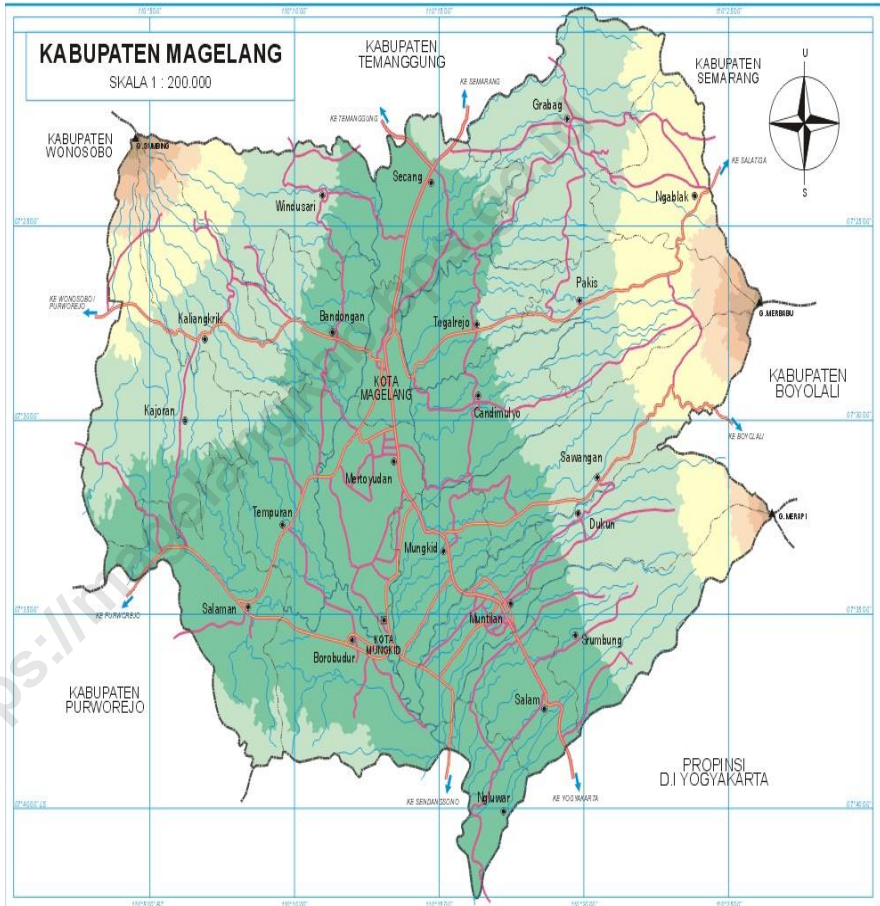 KABUPATEN MAGELANG
SKALA 1 : 200.000
KABUPATEN
TEMANGGUNG
KABUPATEN
SEMARANG
U
S
KABUPATEN
WONOSOBO
G.SUMBING
KE TEMANGGUNG
KE SEMARANG
KE SALATIGA
Grabag
Secang
Windusari
Ngablak
KE WONOSOBO/
PURWOREJO
Kaliangkrik
Bandongan
Tegalrejo
Pakis
G.MERBABU
KOTA
MAGELANG
KABUPATEN
BOYOLALI
Kajoran
Candimulyo
KE BOYOLALI
Mertoyudan
Sawangan
Tempuran
Dukun
G.MERAPI
Mungkid
Salaman
KE PURWOREJO
Muntilan
KOTA
MUNGKID
Borobudur
Srumbung
KABUPATEN
PURWOREJO
Salam
PROPINSI
D.I YOGYAKARTA
KE SENDANGSONO
Ngluwar
KE YOGYAKARTA